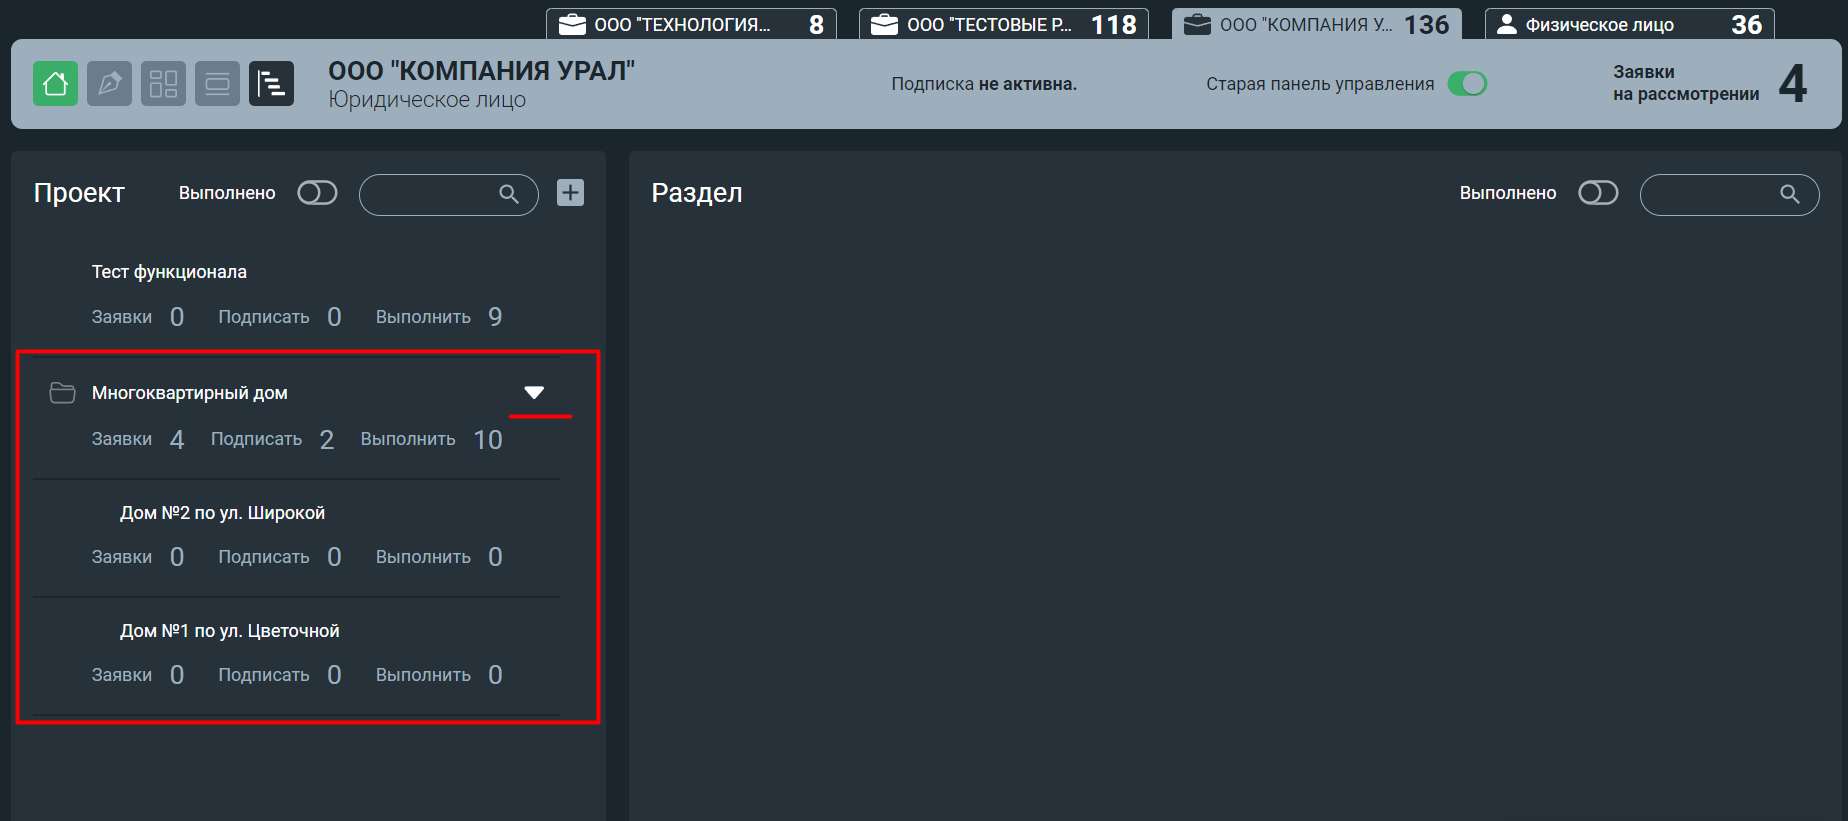 ООО "ТЕХНОЛОГИЯ... 8
ООО "ТЕСТОВЫЕ Р... 118
ООО "КОМПАНИЯ У... 136
Физическое лицо 36
ООО "КОМПАНИЯ УРАЛ"
Юридическое лицо
Подписка не активна.
Старая панель управления
Заявки
на рассмотрении 4
Проект Выполнено
Тест функционала
Заявки 0 Подписать 0 Выполнить 9
Многоквартирный дом
Заявки 4 Подписать 2 Выполнить 10
Дом №2 по ул. Широкой
Заявки 0 Подписать 0 Выполнить 0
Дом №1 по ул. Цветочной
Заявки 0 Подписать 0 Выполнить 0
Раздел Выполнено